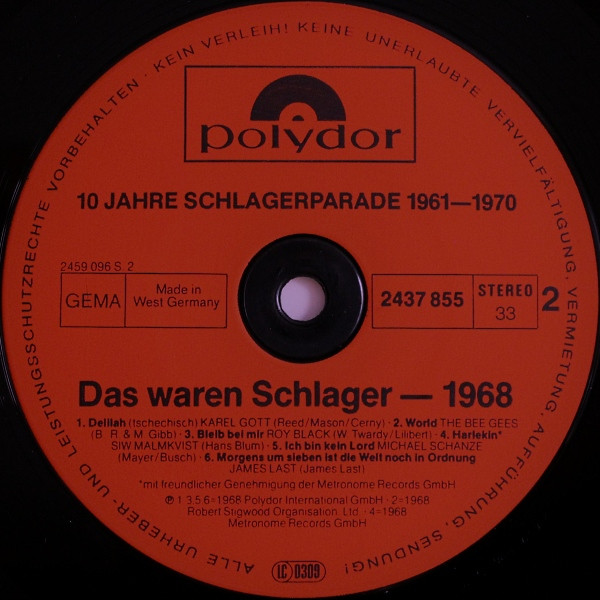 ALLE URHEBER- UND LEISTUNGSSCHUTZRECHTE VORBEHALTEN · KEIN VERLEIH! KEINE UNERLAUBTE VERVIELFÄLTIGUNG, VERMIETUNG, AUFFÜHRUNG, SENDUNG!
polydor
10 JAHRE SCHLAGERPARADE 1961—1970
2459 096 S 2
GEMA
Made in
West Germany
2437 855
STEREO
33
2
Das waren Schlager — 1968
1. Delilah (tschechisch) KAREL GOTT (Reed/Mason/Cerny) · 2. World THE BEE GEES
(B. R. & M. Gibb) · 3. Bleib bei mir ROY BLACK (W. Twardy/Lilibert) · 4. Harlekin*
SIW MALMKVIST (Hans Blum) · 5. Ich bin kein Lord MICHAEL SCHANZE
(Mayer/Busch) · 6. Morgens um sieben ist die Welt noch in Ordnung
JAMES LAST (James Last)
*mit freundlicher Genehmigung der Metronome Records GmbH
℗ 1.3.5.6=1968 Polydor International GmbH · 2=1968
Robert Stigwood Organisation Ltd. · 4=1968
Metronome Records GmbH
LC 0309